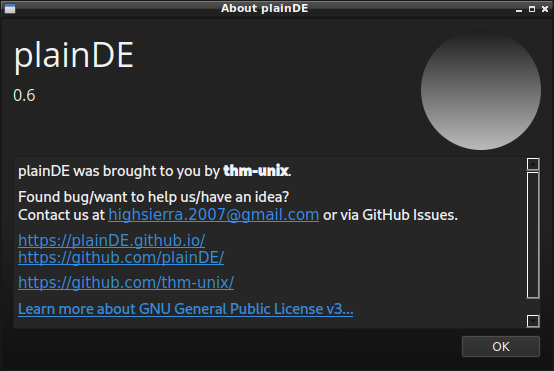 About plainDE
plainDE
0.6
plainDE was brought to you by thm-unix.
Found bug/want to help us/have an idea?
Contact us at highsierra.2007@gmail.com or via GitHub Issues.
https://plainDE.github.io/
https://github.com/plainDE/
https://github.com/thm-unix/
Learn more about GNU General Public License v3...
OK